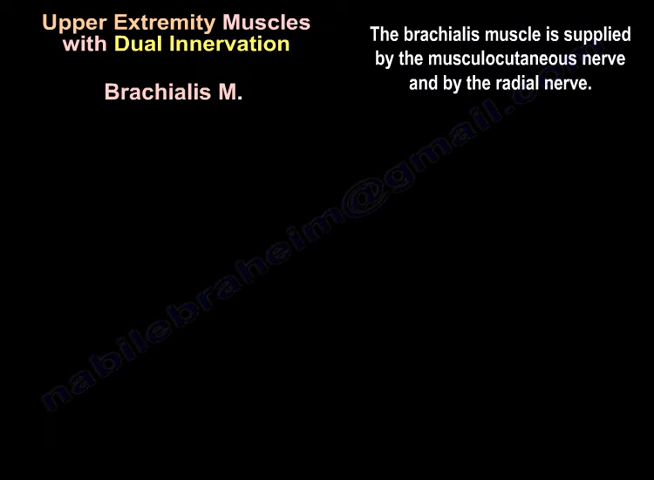 Upper Extremity Muscles
with Dual Innervation
Brachialis M.
The brachialis muscle is supplied
by the musculocutaneous nerve
and by the radial nerve.
nabilebraheim@gmail.com